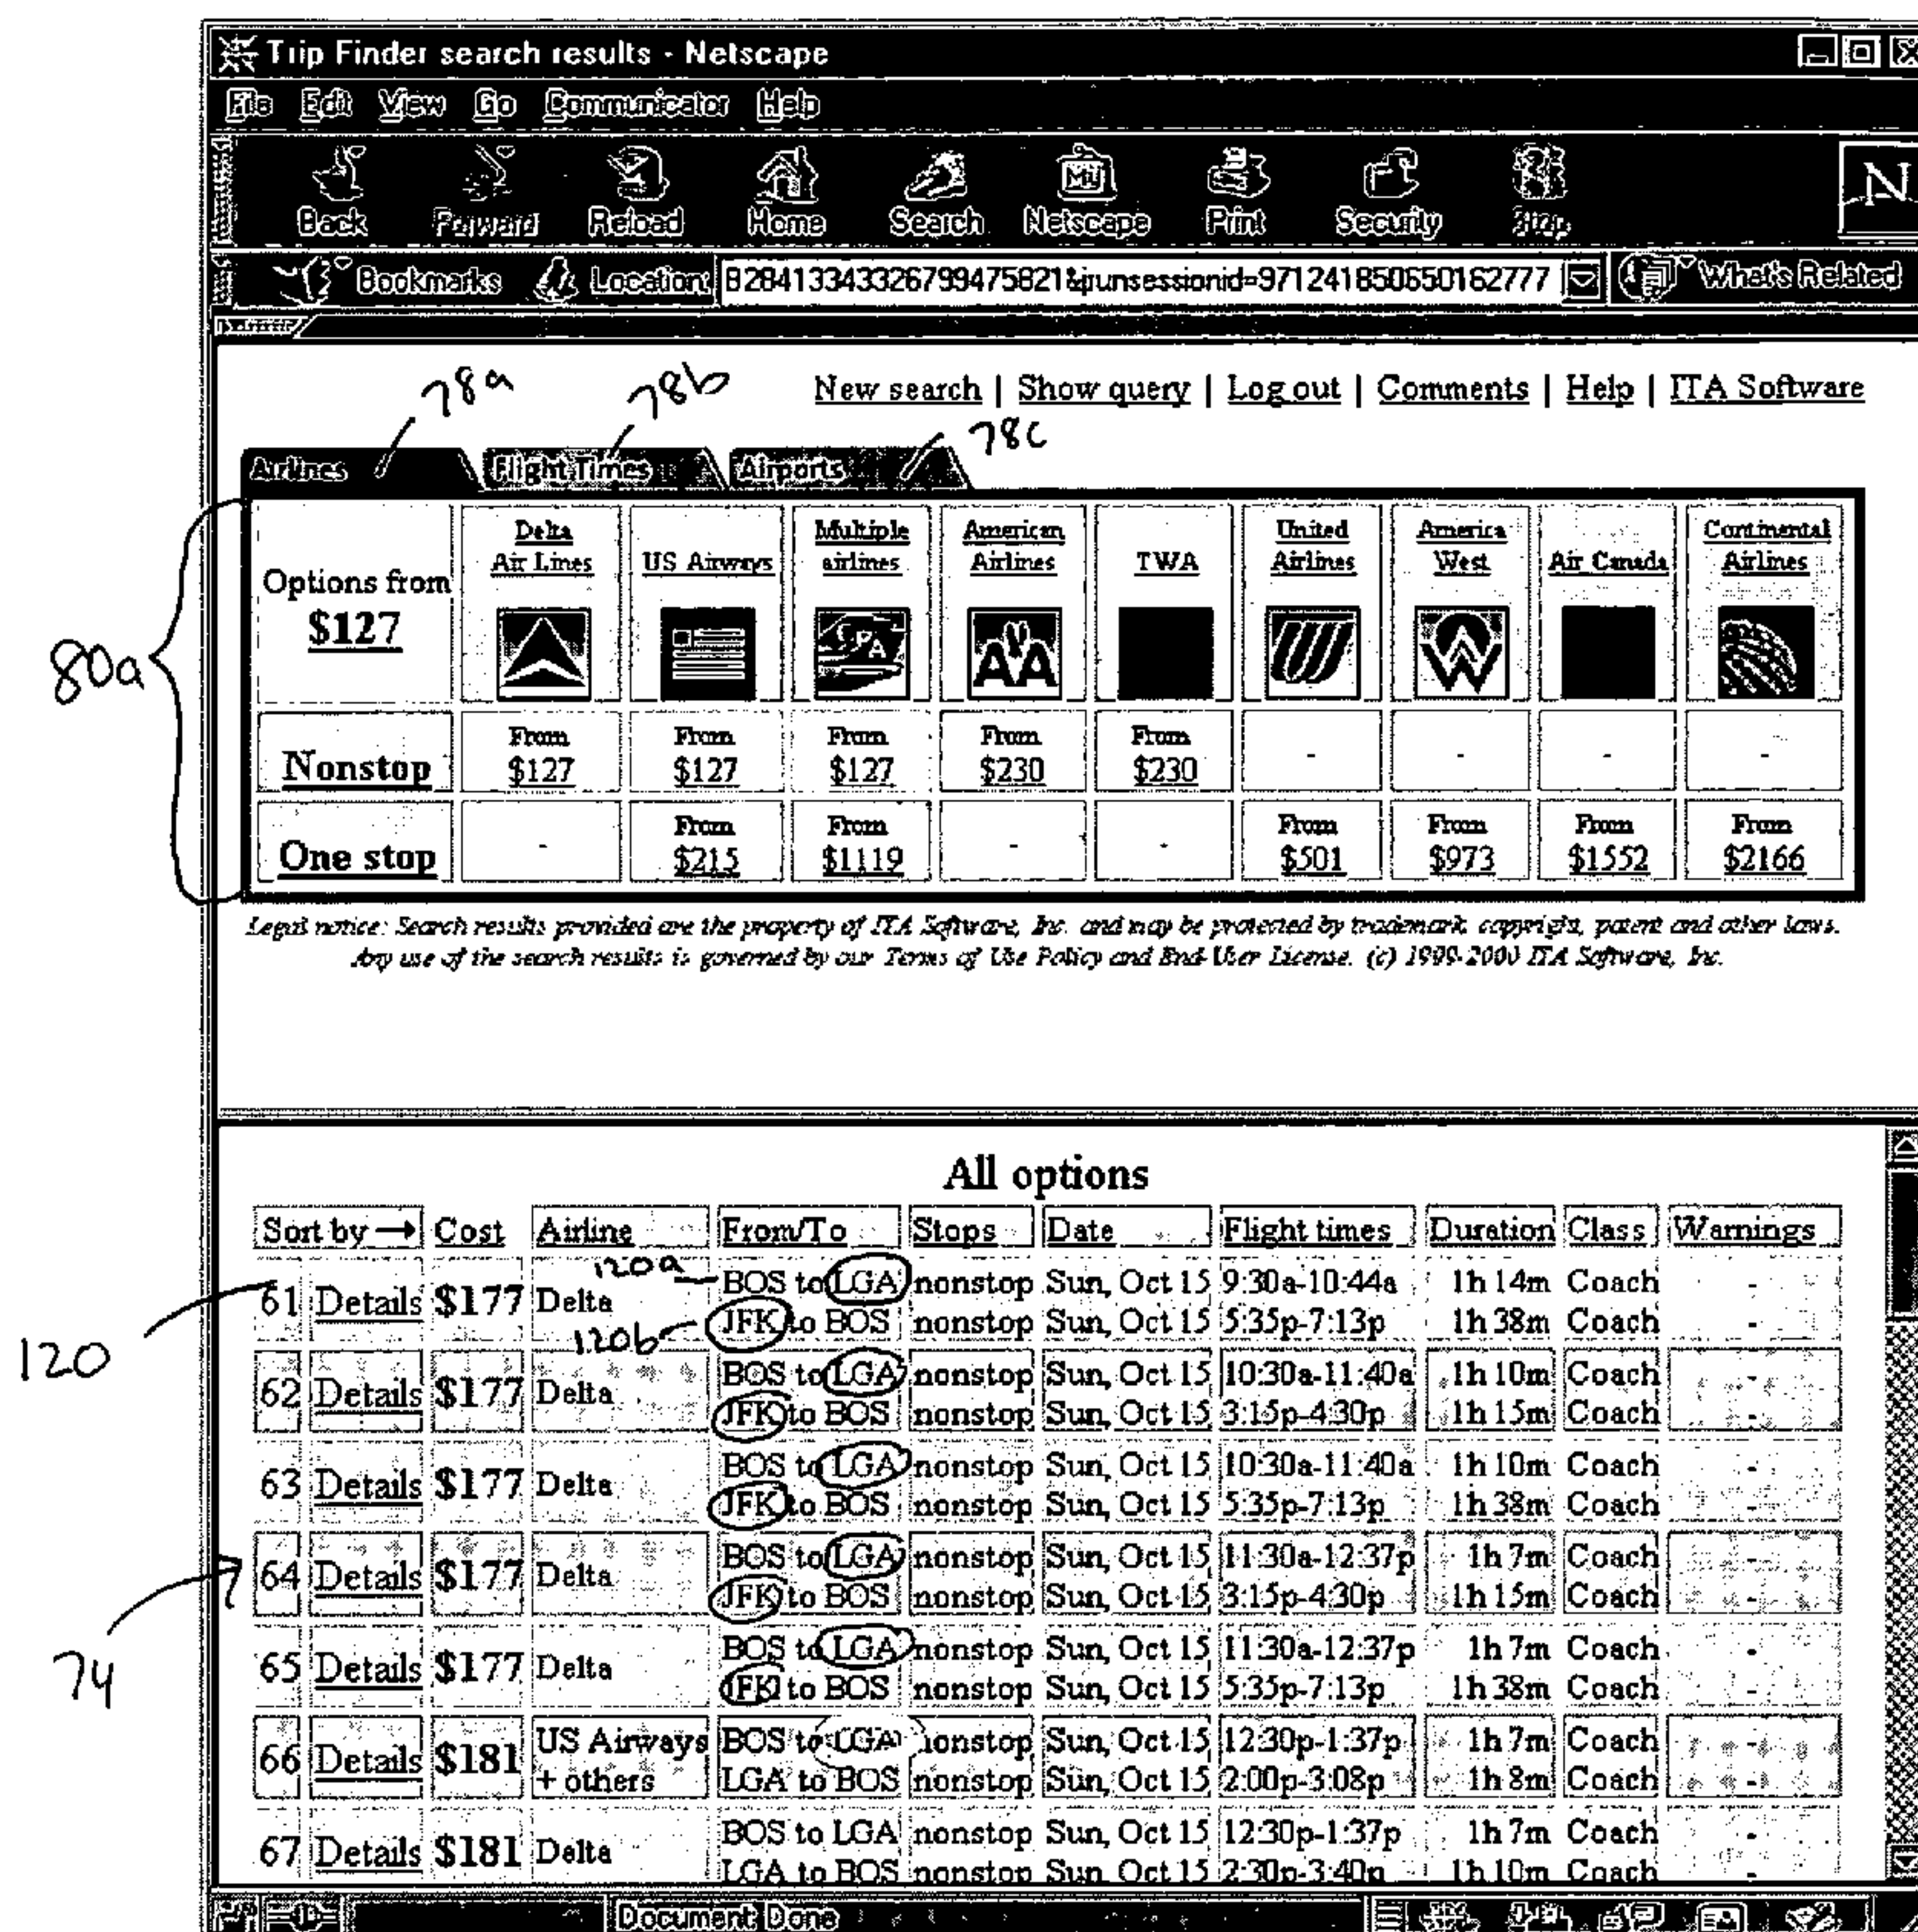 Trip Finder search results - Netscape
File Edit View Go Communicator Help
Back Forward Reload Home Search Netscape Print Security Stop
My
N
Bookmarks Location: 8284133433267994758218&jrunsessionid=971241850650162777 What's Related
78a 78b New search | Show query | Log out | Comments | Help | ITA Software
78c
Airlines Flight Times Airports
80a
Options from $127 Delta Air Lines US Airways Multiple airlines American Airlines TWA United Airlines America West Air Canada Continental Airlines
Nonstop From $127 From $127 From $127 From $230 From $230 - - - -
One stop - From $215 From $1119 - - From $501 From $973 From $1552 From $2166
Legal notice: Search results provided are the property of ITA Software, Inc. and may be protected by trademark, copyright, patent and other laws.
Any use of the search results is governed by our Terms of Use Policy and End-User License. (c) 1999-2000 ITA Software, Inc.
All options
Sort by → Cost Airline From/To Stops Date Flight times Duration Class Warnings
120 120a 120b
61 Details $177 Delta BOS to LGA nonstop Sun, Oct 15 9:30a-10:44a 1h 14m Coach -
JFK to BOS nonstop Sun, Oct 15 5:35p-7:13p 1h 38m Coach -
62 Details $177 Delta BOS to LGA nonstop Sun, Oct 15 10:30a-11:40a 1h 10m Coach -
JFK to BOS nonstop Sun, Oct 15 3:15p-4:30p 1h 15m Coach -
63 Details $177 Delta BOS to LGA nonstop Sun, Oct 15 10:30a-11:40a 1h 10m Coach -
JFK to BOS nonstop Sun, Oct 15 5:35p-7:13p 1h 38m Coach -
74
64 Details $177 Delta BOS to LGA nonstop Sun, Oct 15 11:30a-12:37p 1h 7m Coach -
JFK to BOS nonstop Sun, Oct 15 3:15p-4:30p 1h 15m Coach -
65 Details $177 Delta BOS to LGA nonstop Sun, Oct 15 11:30a-12:37p 1h 7m Coach -
JFK to BOS nonstop Sun, Oct 15 5:35p-7:13p 1h 38m Coach -
66 Details $181 US Airways + others BOS to LGA nonstop Sun, Oct 15 12:30p-1:37p 1h 7m Coach -
LGA to BOS nonstop Sun, Oct 15 2:00p-3:08p 1h 8m Coach -
67 Details $181 Delta BOS to LGA nonstop Sun, Oct 15 12:30p-1:37p 1h 7m Coach -
LGA to BOS nonstop Sun, Oct 15 2:30p-3:40p 1h 10m Coach -
Document: Done